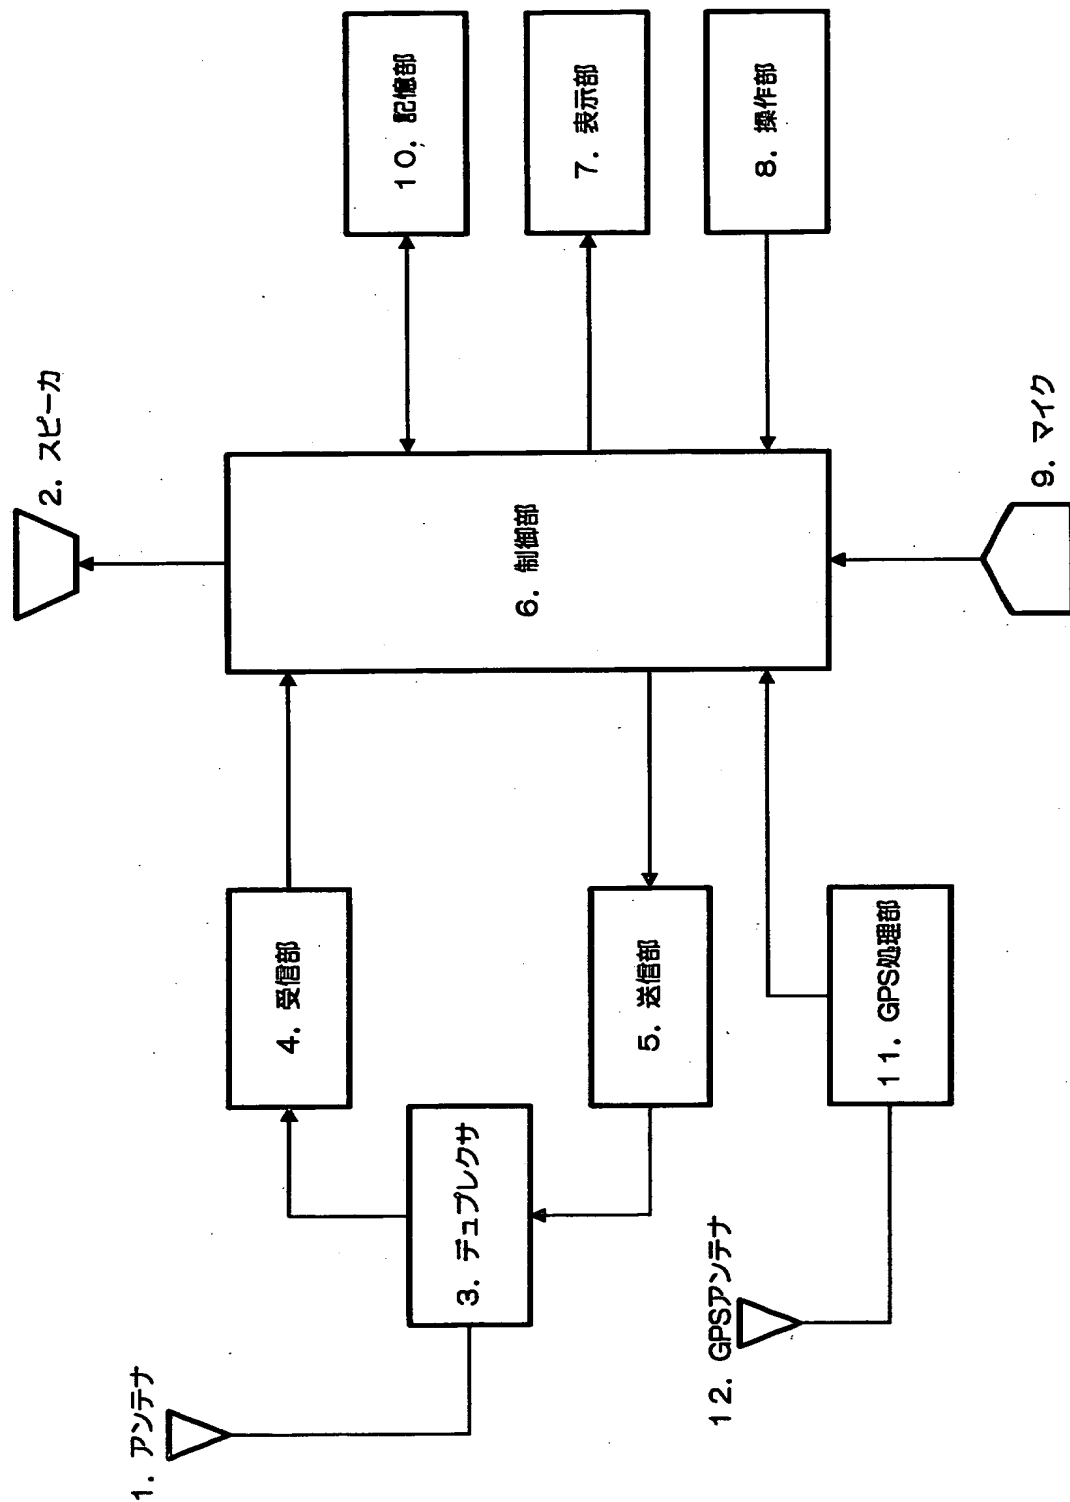 1. アンテナ
2. スピーカ
3. デュプレクサ
4. 受信部
5. 送信部
6. 制御部
7. 表示部
8. 操作部
9. マイク
10. 記憶部
11. GPS処理部
12. GPSアンテナ